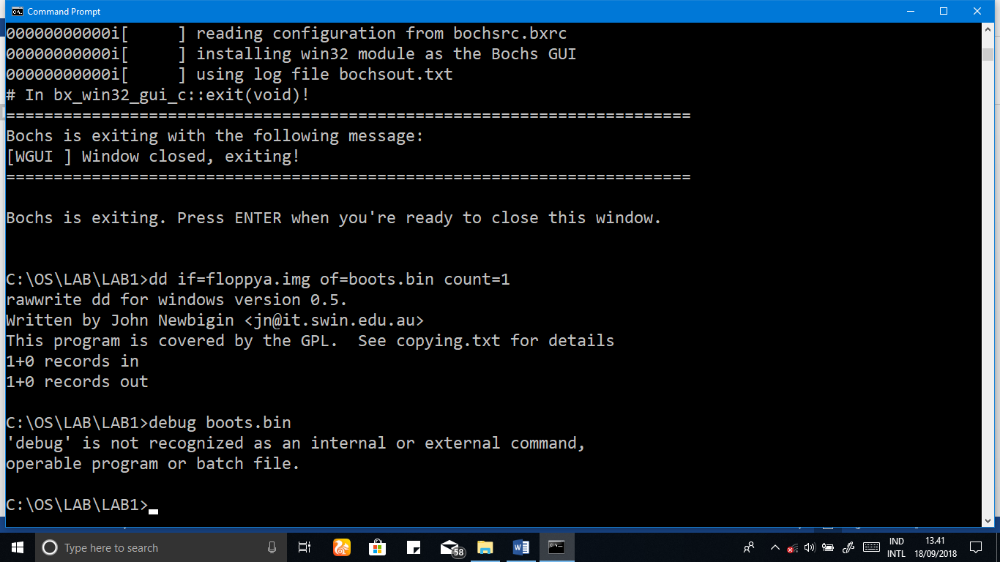 Command Prompt
00000000000i[     ] reading configuration from bochsrc.bxrc
00000000000i[     ] installing win32 module as the Bochs GUI
00000000000i[     ] using log file bochsout.txt
# In bx_win32_gui_c::exit(void)!
========================================================================
Bochs is exiting with the following message:
[WGUI ] Window closed, exiting!
========================================================================
Bochs is exiting. Press ENTER when you're ready to close this window.
C:\OS\LAB\LAB1>dd if=floppya.img of=boots.bin count=1
rawwrite dd for windows version 0.5.
Written by John Newbigin <jn@it.swin.edu.au>
This program is covered by the GPL.  See copying.txt for details
1+0 records in
1+0 records out
C:\OS\LAB\LAB1>debug boots.bin
'debug' is not recognized as an internal or external command,
operable program or batch file.
C:\OS\LAB\LAB1>
Type here to search
58
IND
INTL
13.41
18/09/2018